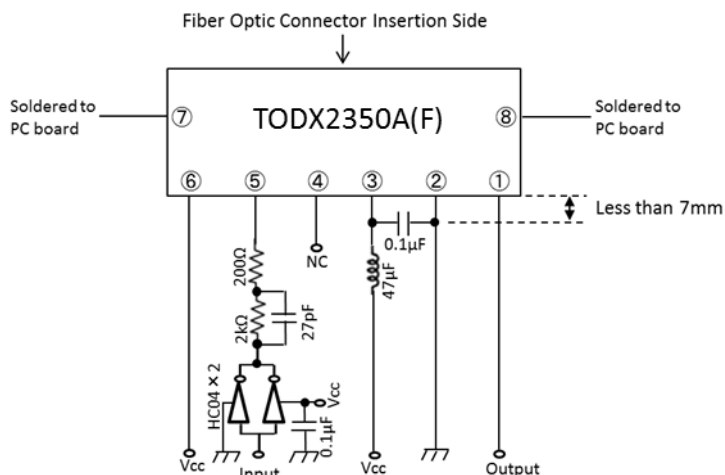 Fiber Optic Connector Insertion Side
Soldered to
PC board
⑦
TODX2350A(F)
⑧
Soldered to
PC board
⑥
⑤
④
③
②
①
Less than 7mm
0.1μF
NC
200Ω
47μF
2kΩ
27pF
HC04×2
Vcc
0.1μF
Vcc
Input
Vcc
Output